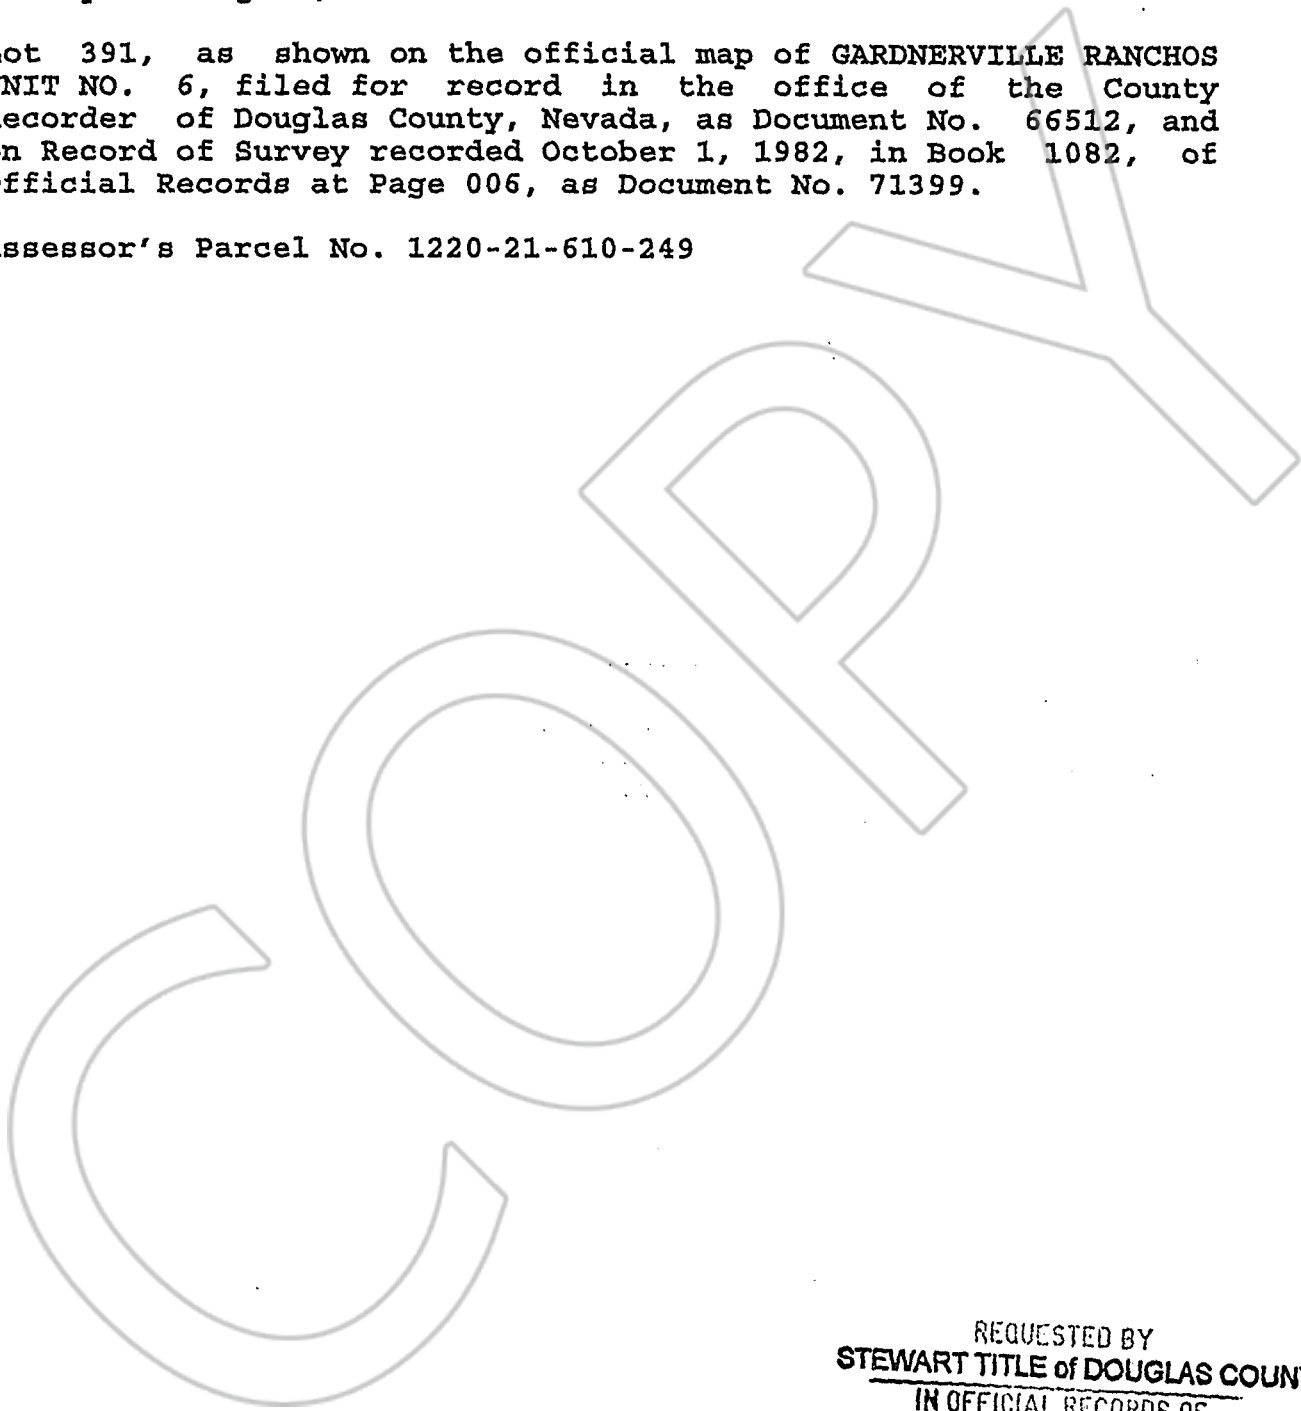 ot 391, as shown on the official map of GARDNERVILLE RANCHOS
NIT NO. 6, filed for record in the office of the County
ecorder of Douglas County, Nevada, as Document No. 66512, and
n Record of Survey recorded October 1, 1982, in Book 1082, of
fficial Records at Page 006, as Document No. 71399.
ssessor's Parcel No. 1220-21-610-249
COPY
REQUESTED BY
STEWART TITLE of DOUGLAS COUN
IN OFFICIAL RECORDS OF